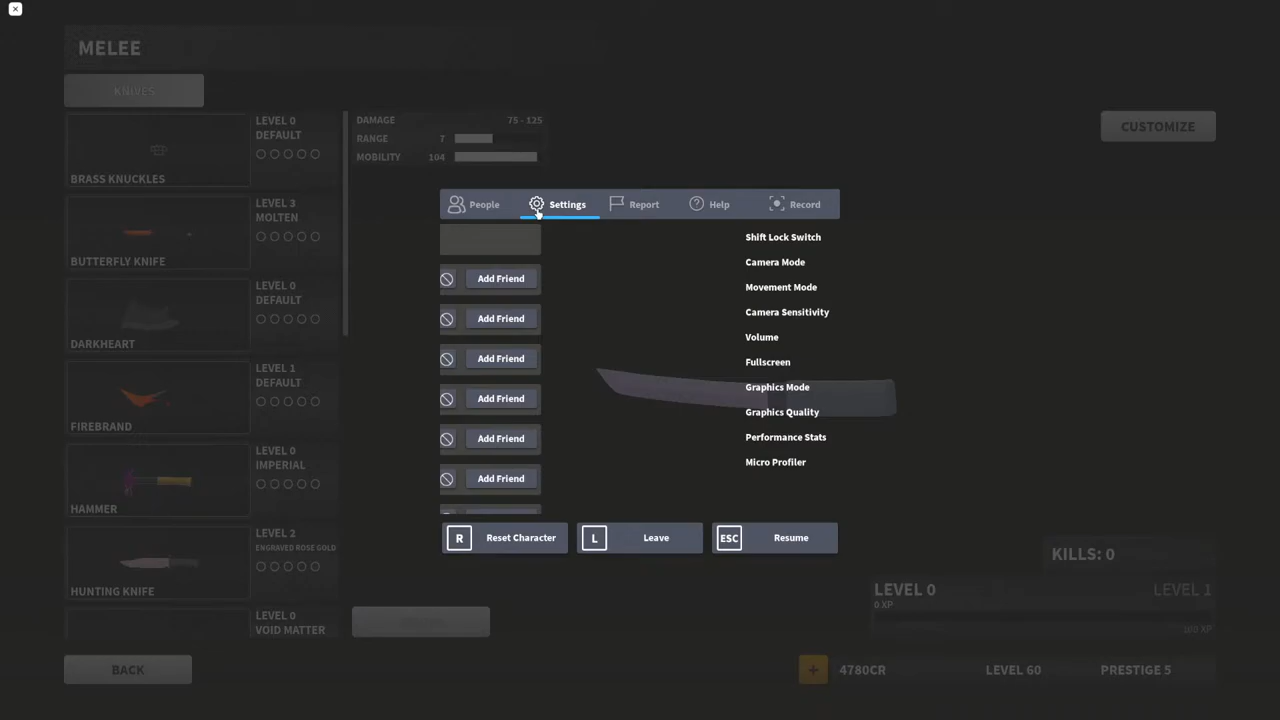 MELEE
KNIVES
BRASS KNUCKLES
LEVEL 0
DEFAULT
BUTTERFLY KNIFE
LEVEL 3
MOLTEN
DARKHEART
LEVEL 0
DEFAULT
FIREBRAND
LEVEL 1
DEFAULT
HAMMER
LEVEL 0
IMPERIAL
HUNTING KNIFE
LEVEL 2
ENGRAVED ROSE GOLD
LEVEL 0
VOID MATTER
BACK
DAMAGE 75 - 125
RANGE 7
MOBILITY 104
CUSTOMIZE
People Settings Report Help Record
Add Friend
Add Friend
Add Friend
Add Friend
Add Friend
Add Friend
Shift Lock Switch
Camera Mode
Movement Mode
Camera Sensitivity
Volume
Fullscreen
Graphics Mode
Graphics Quality
Performance Stats
Micro Profiler
R Reset Character L Leave ESC Resume
KILLS: 0
LEVEL 0 LEVEL 1
0 XP
200 XP
+ 4780CR LEVEL 60 PRESTIGE 5